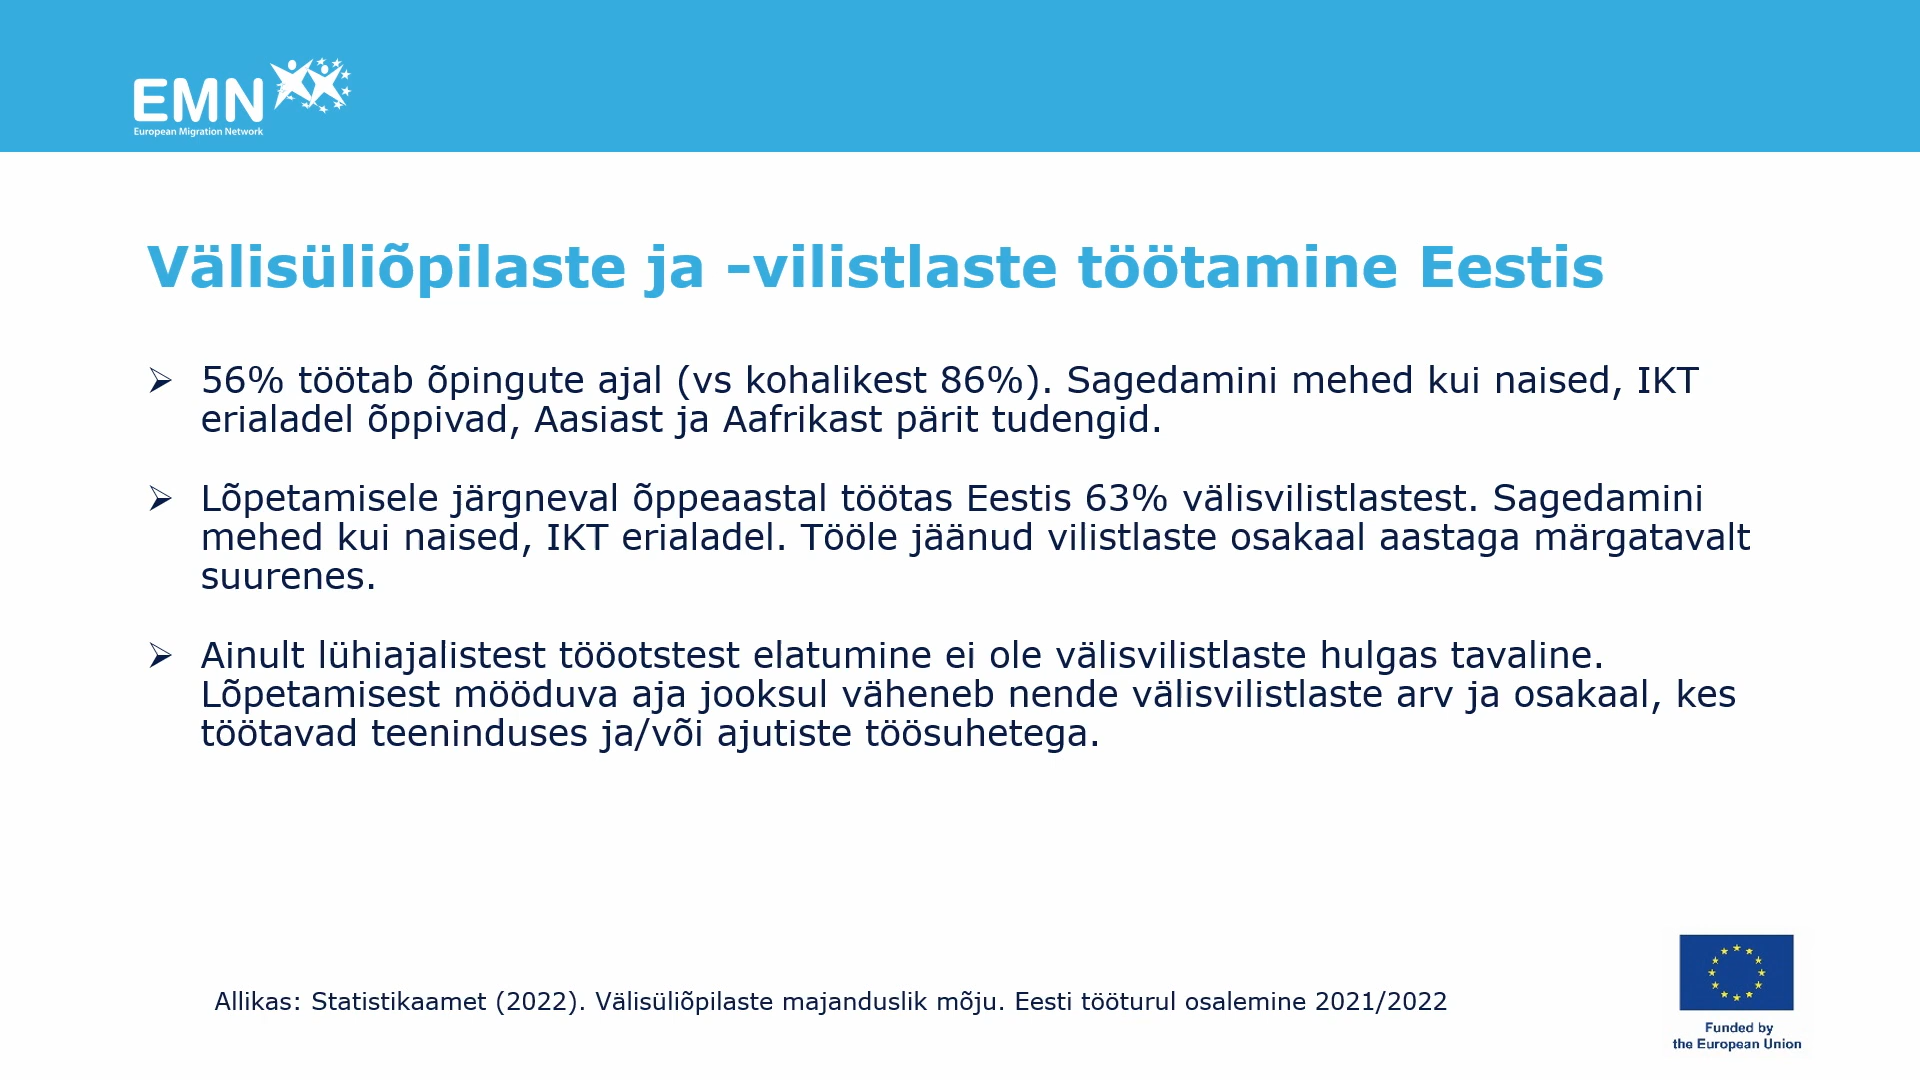 EMN
European Migration Network
Välisüliõpilaste ja –vilistlaste töötamine Eestis
➢ 56% töötab õpingute ajal (vs kohalikest 86%). Sagedamini mehed kui naised, IKT
erialadel õppivad, Aasiast ja Aafrikast pärit tudengid.
➢ Lõpetamisele järgneval õppeaastal töötas Eestis 63% välisvilistlastest. Sagedamini
mehed kui naised, IKT erialadel. Tööle jäänud vilistlaste osakaal aastaga märgatavalt
suurenes.
➢ Ainult lühiajalistest tööotstest elatumine ei ole välisvilistlaste hulgas tavaline.
Lõpetamisest mööduva aja jooksul väheneb nende välisvilistlaste arv ja osakaal, kes
töötavad teeninduses ja/või ajutiste töösuhetega.
Allikas: Statistikaamet (2022). Välisüliõpilaste majanduslik mõju. Eesti tööturul osalemine 2021/2022
Funded by
the European Union